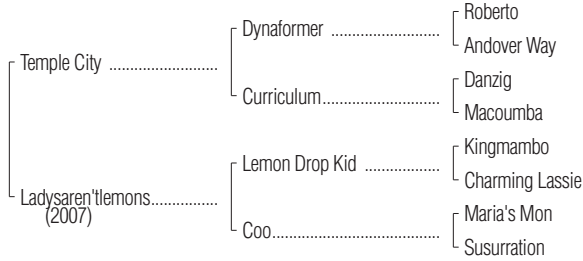 Roberto
Dynaformer ......................
Andover Way
Temple City ..........................
Danzig
Curriculum........................
Macoumba
Kingmambo
Lemon Drop Kid ...............
Charming Lassie
Ladysaren'tlemons................
(2007)
Maria's Mon
Coo..................................
Susurration